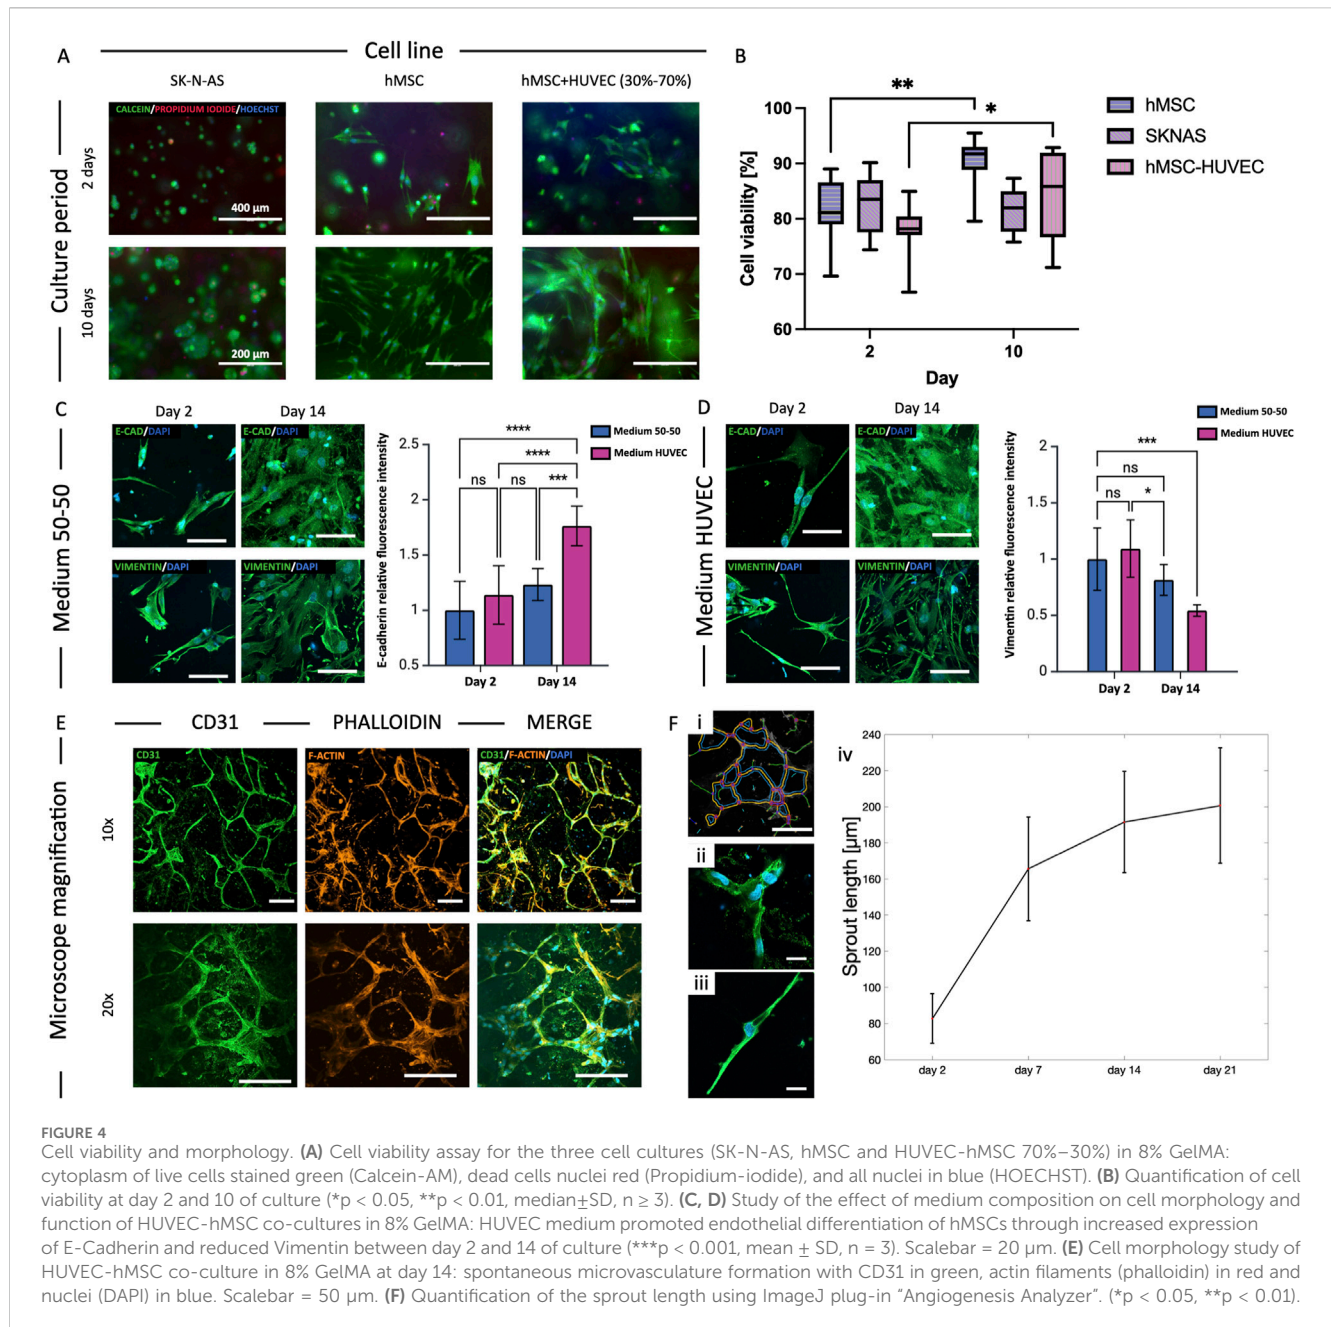 A
Cell line
SK-N-AS
hMSC
hMSC+HUVEC (30%-70%)
Culture period
2 days
10 days
CALCEIN/PROPIDIUM IODIDE/HOECHST
400 µm
200 µm
B
Cell viability [%]
100
90
80
70
60
**
*
2
10
Day
hMSC
SKNAS
hMSC-HUVEC
C
Day 2
Day 14
Medium 50-50
E-CAD/DAPI
E-CAD/DAPI
VIMENTIN/DAPI
VIMENTIN/DAPI
E-cadherin relative fluorescence intensity
2.5
2
1.5
1
0.5
****
****
ns
ns
***
Day 2
Day 14
Medium 50-50
Medium HUVEC
D
Day 2
Day 14
Medium HUVEC
E-CAD/DAPI
E-CAD/DAPI
VIMENTIN/DAPI
VIMENTIN/DAPI
Vimentin relative fluorescence intensity
2
1.5
1
0.5
0
***
ns
ns
*
Day 2
Day 14
Medium 50-50
Medium HUVEC
E
CD31
PHALLOIDIN
MERGE
Microscope magnification
10x
20x
CD31
F-ACTIN
CD31/F-ACTIN/DAPI
F
i
ii
iii
iv
Sprout length [µm]
240
220
200
180
160
140
120
100
80
60
day 2
day 7
day 14
day 21
FIGURE 4
Cell viability and morphology. (A) Cell viability assay for the three cell cultures (SK-N-AS, hMSC and HUVEC-hMSC 70%–30%) in 8% GelMA:
cytoplasm of live cells stained green (Calcein-AM), dead cells nuclei red (Propidium-iodide), and all nuclei in blue (HOECHST). (B) Quantification of cell
viability at day 2 and 10 of culture (*p < 0.05, **p < 0.01, median±SD, n ≥ 3). (C, D) Study of the effect of medium composition on cell morphology and
function of HUVEC-hMSC co-cultures in 8% GelMA: HUVEC medium promoted endothelial differentiation of hMSCs through increased expression
of E-Cadherin and reduced Vimentin between day 2 and 14 of culture (***p < 0.001, mean ± SD, n = 3). Scalebar = 20 µm. (E) Cell morphology study of
HUVEC-hMSC co-culture in 8% GelMA at day 14: spontaneous microvasculature formation with CD31 in green, actin filaments (phalloidin) in red and
nuclei (DAPI) in blue. Scalebar = 50 µm. (F) Quantification of the sprout length using ImageJ plug-in "Angiogenesis Analyzer". (*p < 0.05, **p < 0.01).